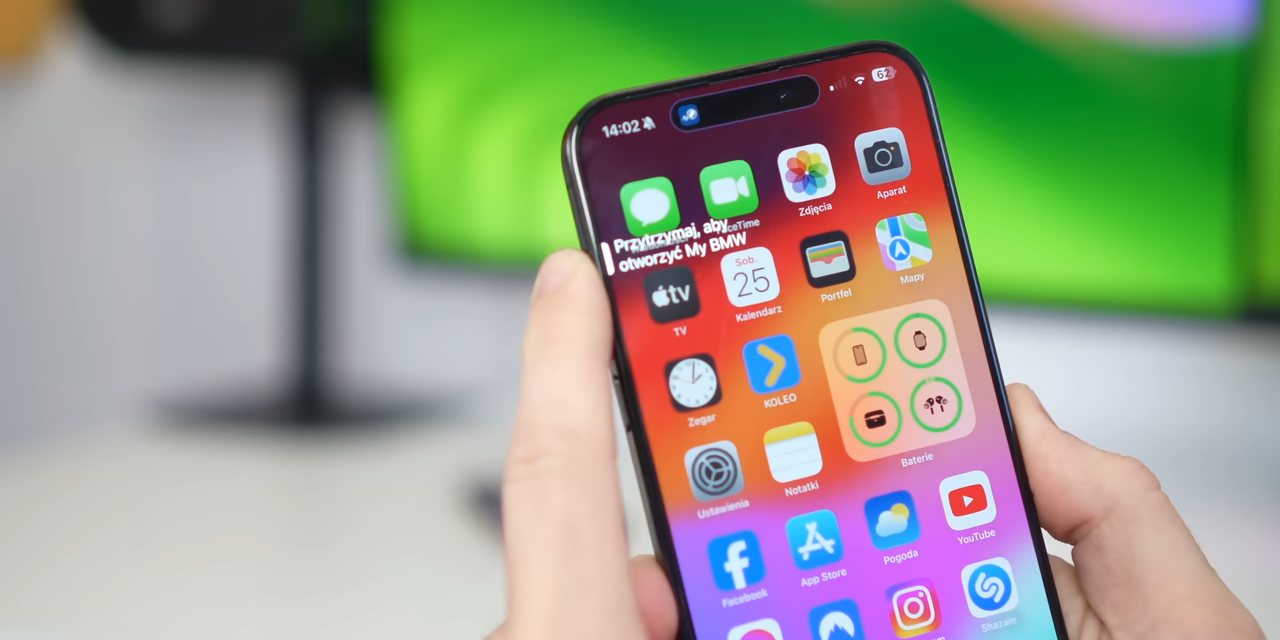 14:02
62
Zdjęcia
Aparat
Przytrzymaj, aby
otworzyć My BMW
tv
Sob.
25
TV
Kalendarz
Portfel
Mapy
Zegar
KOLEO
Baterie
Ustawienia
Notatki
Facebook
App Store
Pogoda
YouTube
Shazam